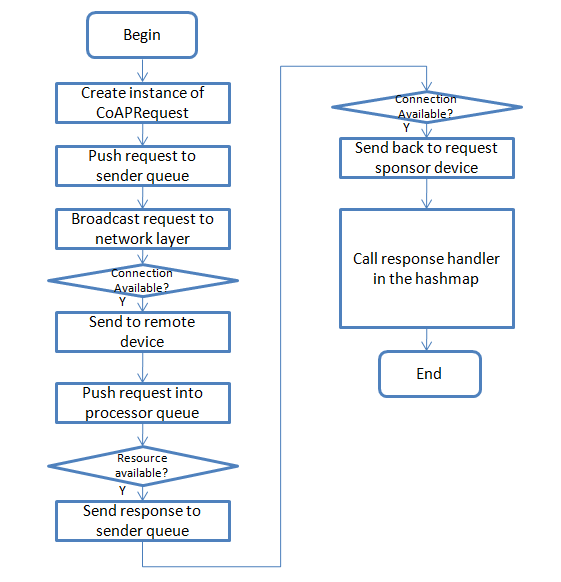 Begin
Create instance of
CoAPRequest
Push request to
sender queue
Broadcast request to
network layer
Connection
Available?
Y
Send to remote
device
Push request into
processor queue
Resource
available?
Y
Send response to
sender queue
Connection
Available?
Y
Send back to request
sponsor device
Call response handler
in the hashmap
End